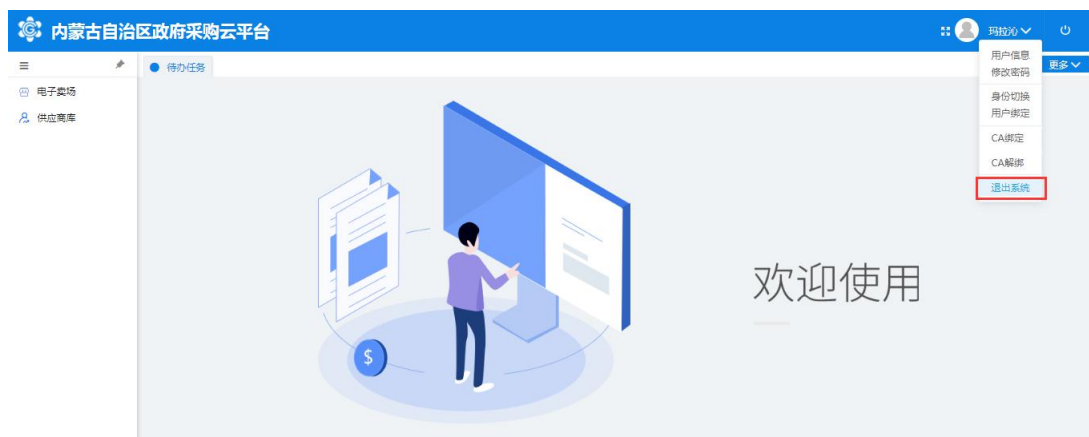 内蒙古自治区政府采购云平台
玛拉沁
待办任务
更多
电子卖场
供应商库
用户信息
修改密码
身份切换
用户绑定
CA绑定
CA解绑
退出系统
欢迎使用
$